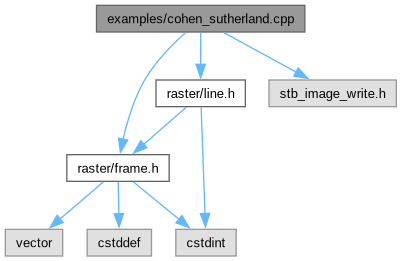 examples/cohen_sutherland.cpp
raster/line.h
stb_image_write.h
raster/frame.h
vector
cstddef
cstdint